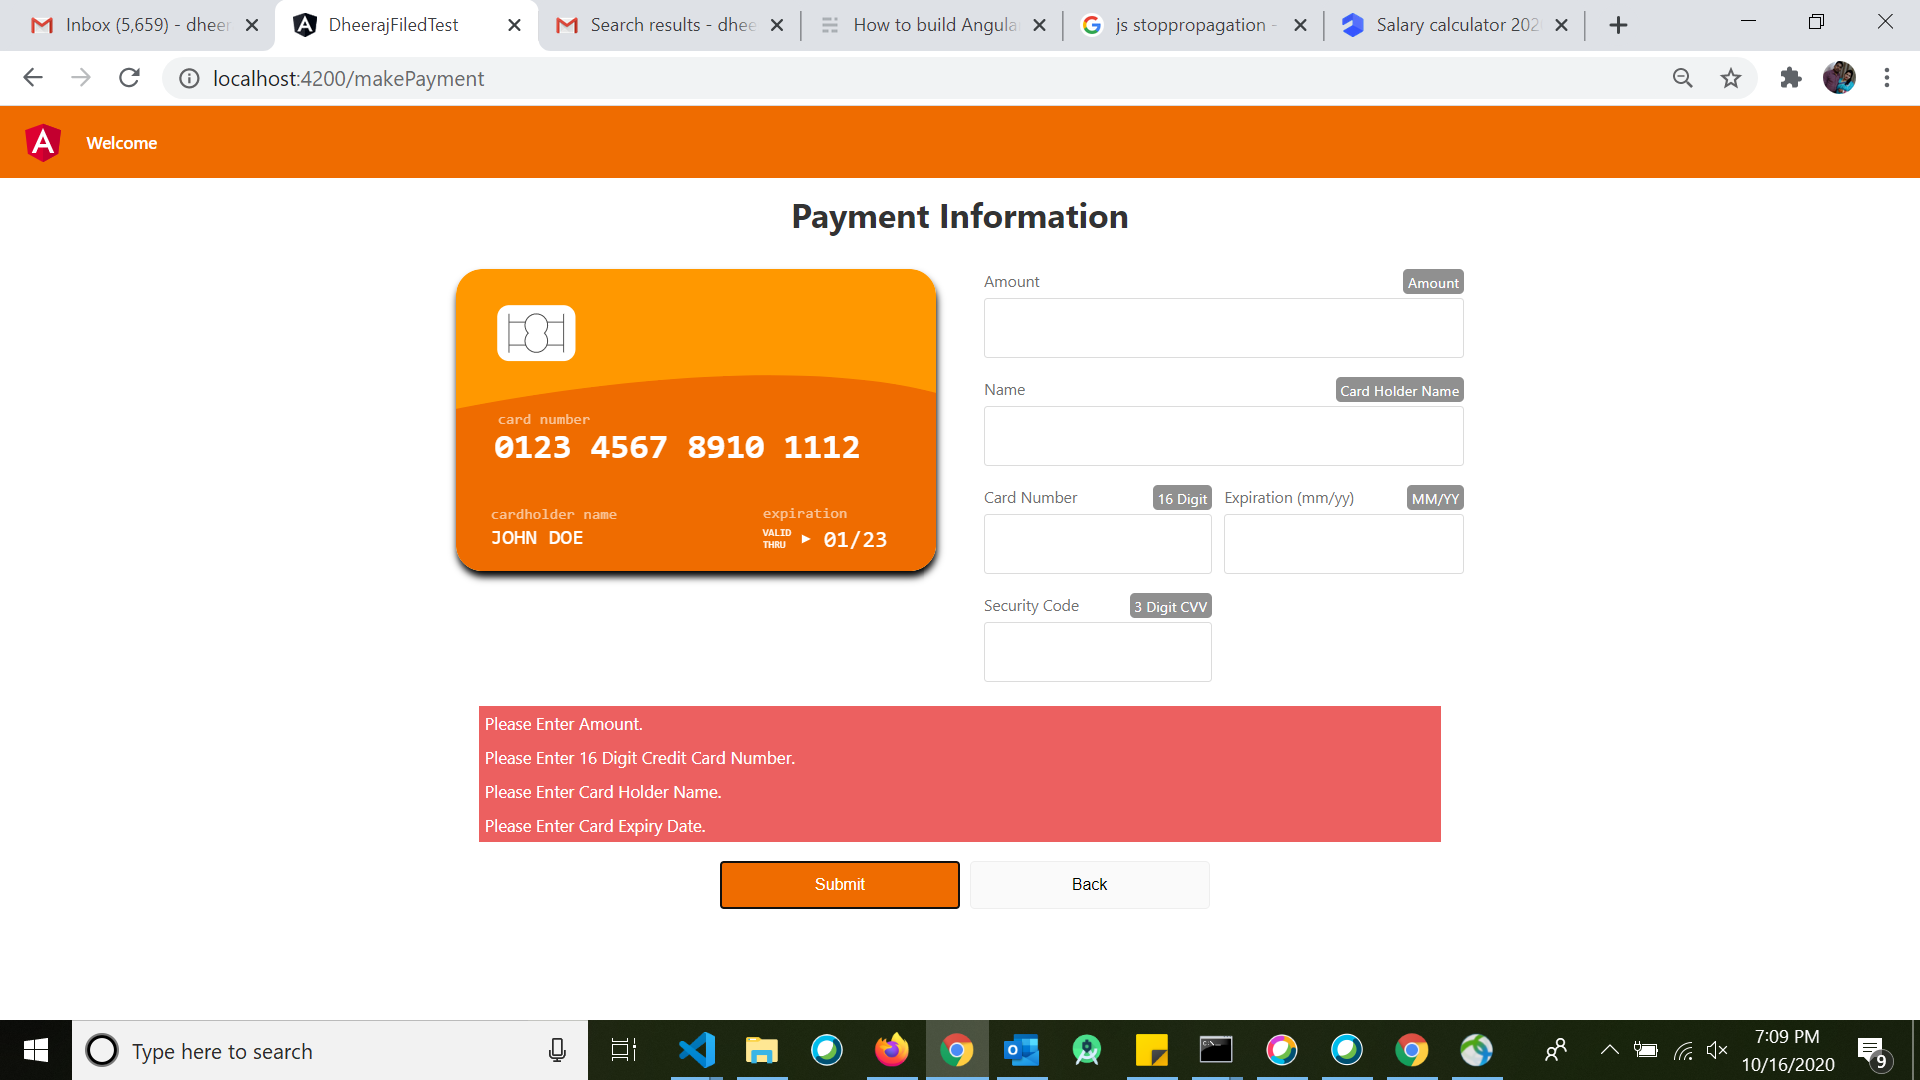 Inbox (5,659) - dheer
DheerajFiledTest
Search results - dhee
How to build Angula
js stoppropagation -
Salary calculator 202
localhost:4200/makePayment
Welcome
Payment Information
card number
0123 4567 8910 1112
cardholder name
JOHN DOE
expiration
VALID
THRU
01/23
Amount
Amount
Name
Card Holder Name
Card Number
16 Digit
Expiration (mm/yy)
MM/YY
Security Code
3 Digit CVV
Please Enter Amount.
Please Enter 16 Digit Credit Card Number.
Please Enter Card Holder Name.
Please Enter Card Expiry Date.
Submit
Back
Type here to search
7:09 PM
10/16/2020
9